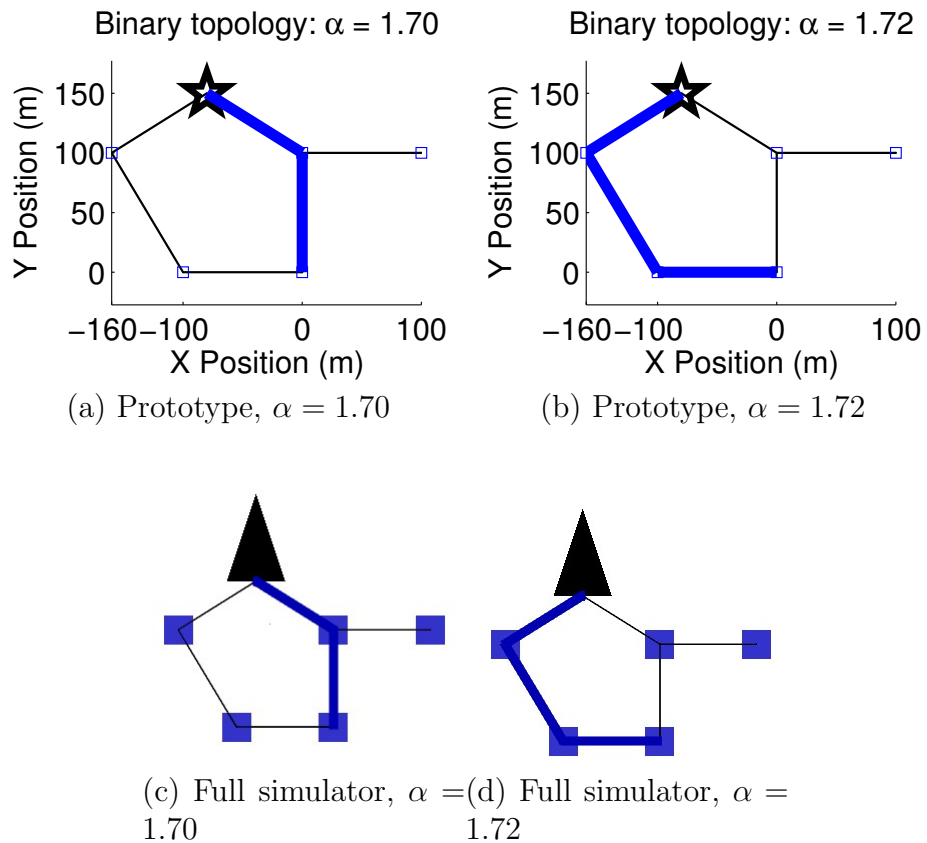 Binary topology: α = 1.70
Y Position (m)
150
100
50
0
−160
−100
0
100
X Position (m)
(a) Prototype, α = 1.70
Binary topology: α = 1.72
Y Position (m)
150
100
50
0
−160
−100
0
100
X Position (m)
(b) Prototype, α = 1.72
(c) Full simulator, α =
1.70
(d) Full simulator, α =
1.72